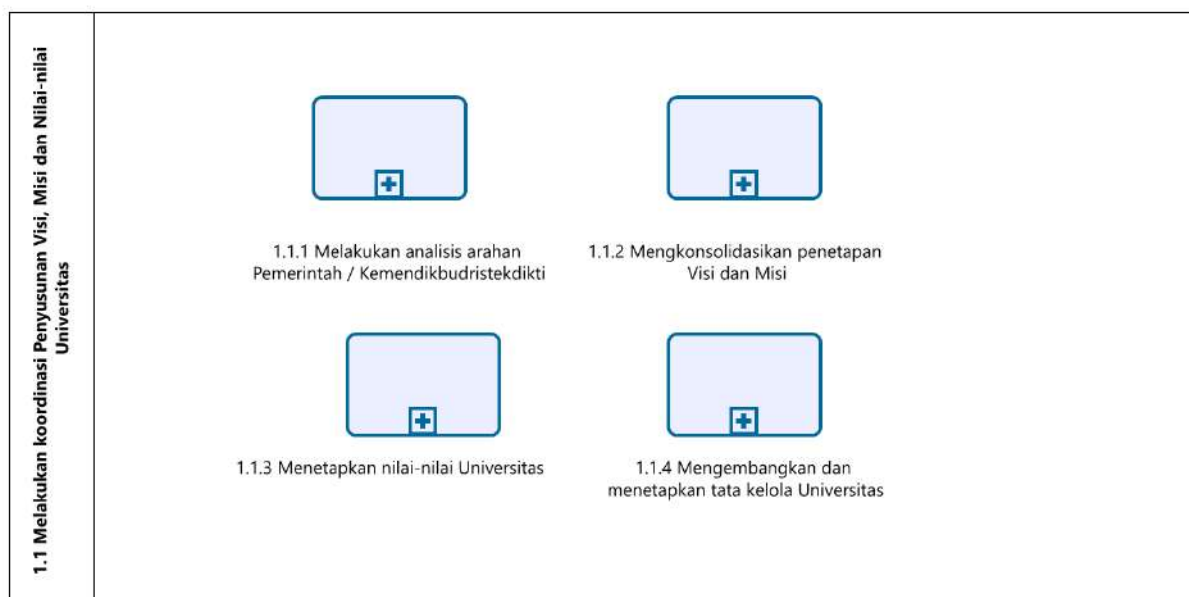 1.1 Melakukan koordinasi Penyusunan Visi, Misi dan Nilai-nilai
Universitas
1.1.1 Melakukan analisis arahan
Pemerintah / Kemendikbudristekdikti
1.1.2 Mengkonsolidasikan penetapan
Visi dan Misi
1.1.3 Menetapkan nilai-nilai Universitas
1.1.4 Mengembangkan dan
menetapkan tata kelola Universitas